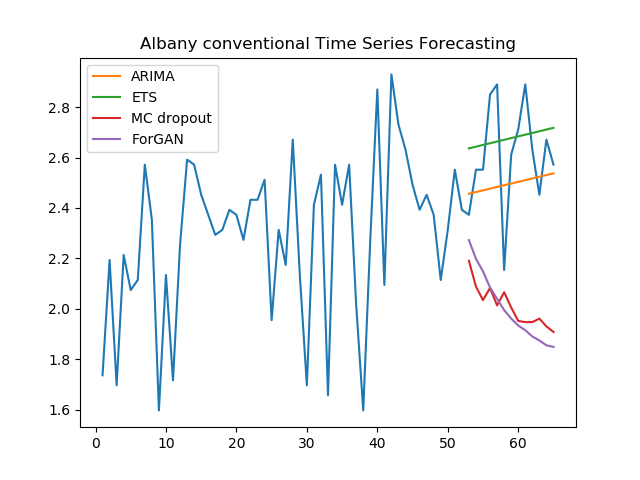 Albany conventional Time Series Forecasting
ARIMA
ETS
MC dropout
ForGAN
2.8
2.6
2.4
2.2
2.0
1.8
1.6
0 10 20 30 40 50 60